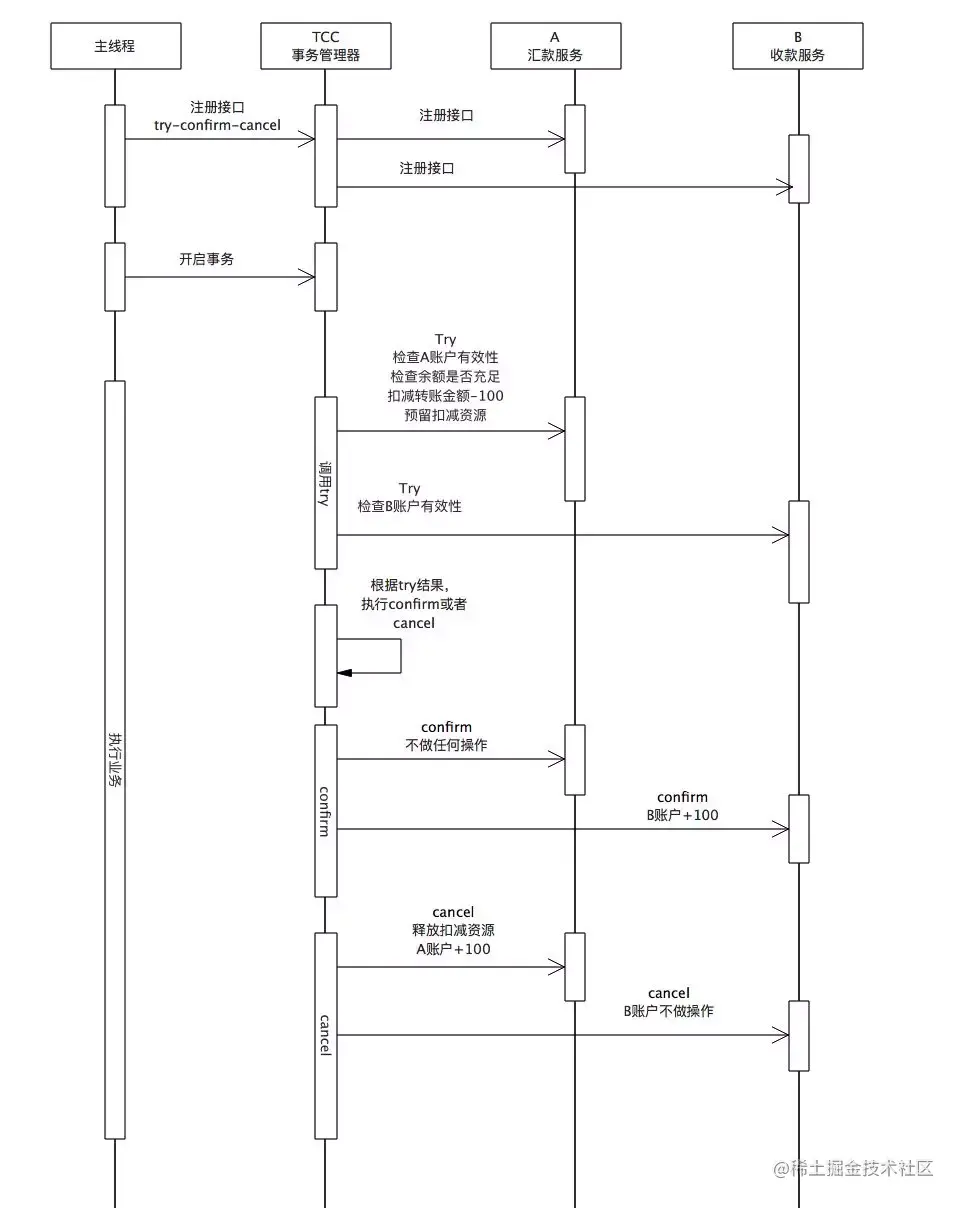 主线程
TCC
事务管理器
A
汇款服务
B
收款服务
注册接口
try-confirm-cancel
注册接口
注册接口
开启事务
Try
检查A账户有效性
检查余额是否充足
扣减转账金额-100
预留扣减资源
调用try
Try
检查B账户有效性
根据try结果，
执行confirm或者
cancel
执行业务
confirm
不做任何操作
confirm
confirm
B账户+100
cancel
释放扣减资源
A账户+100
cancel
cancel
B账户不做操作
@稀土掘金技术社区